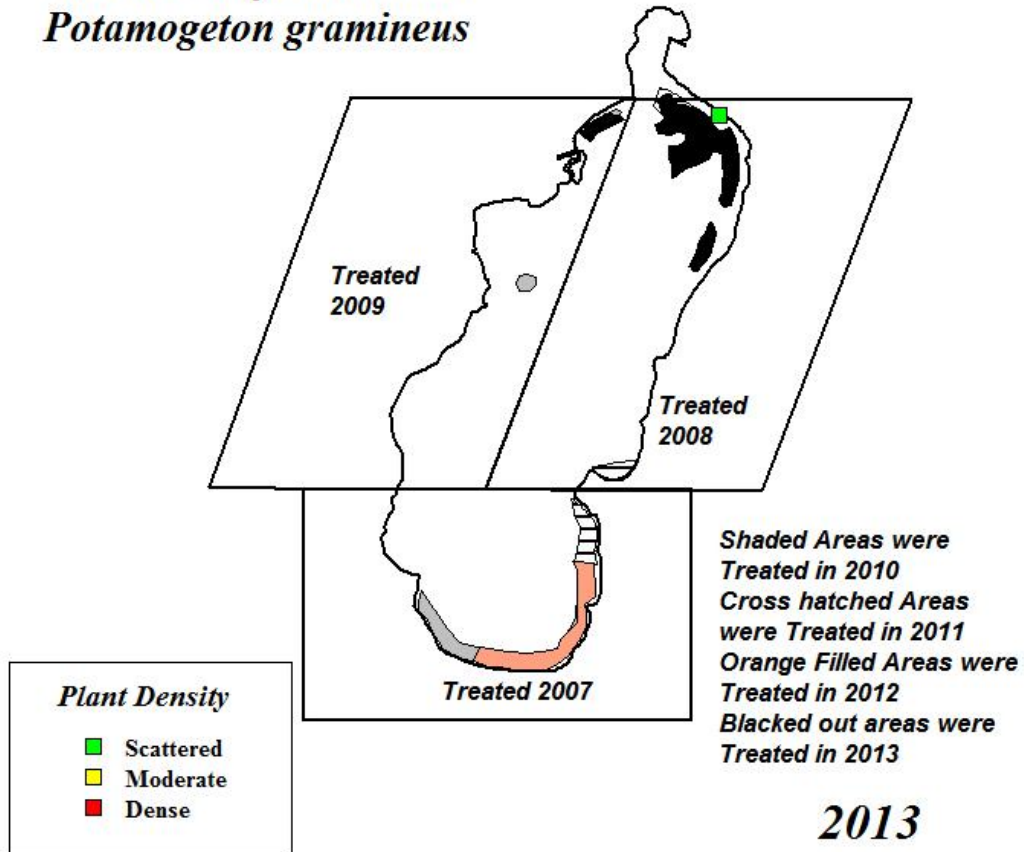 Potamogeton gramineus
Treated
2009
Treated
2008
Treated 2007
Shaded Areas were
Treated in 2010
Cross hatched Areas
were Treated in 2011
Orange Filled Areas were
Treated in 2012
Blacked out areas were
Treated in 2013
Plant Density
Scattered
Moderate
Dense
2013